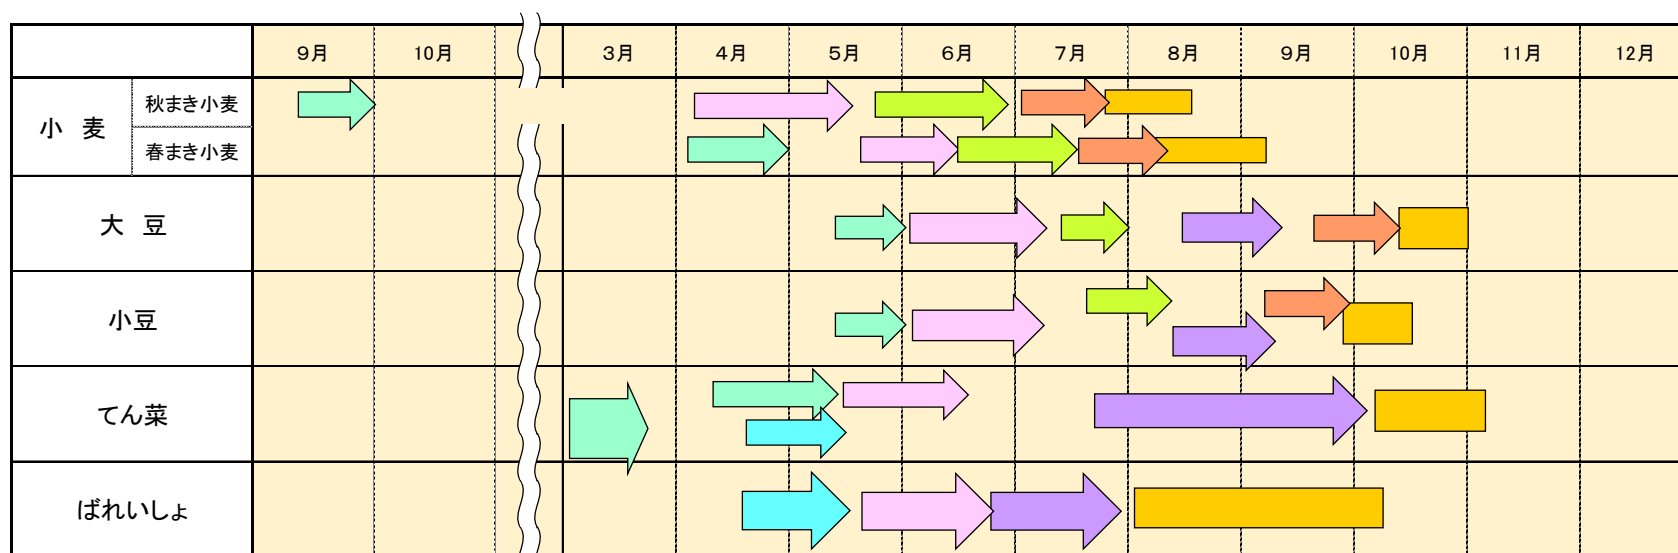 9月 10月 3月 4月 5月 6月 7月 8月 9月 10月 11月 12月
小 麦
秋まき小麦
春まき小麦
大 豆
小豆
てん菜
ばれいしょ